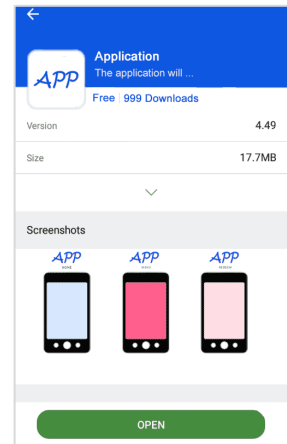 APP
Application
The application will ...
Free 999 Downloads
Version 4.49
Size 17.7MB
Screenshots
APP APP APP
OPEN